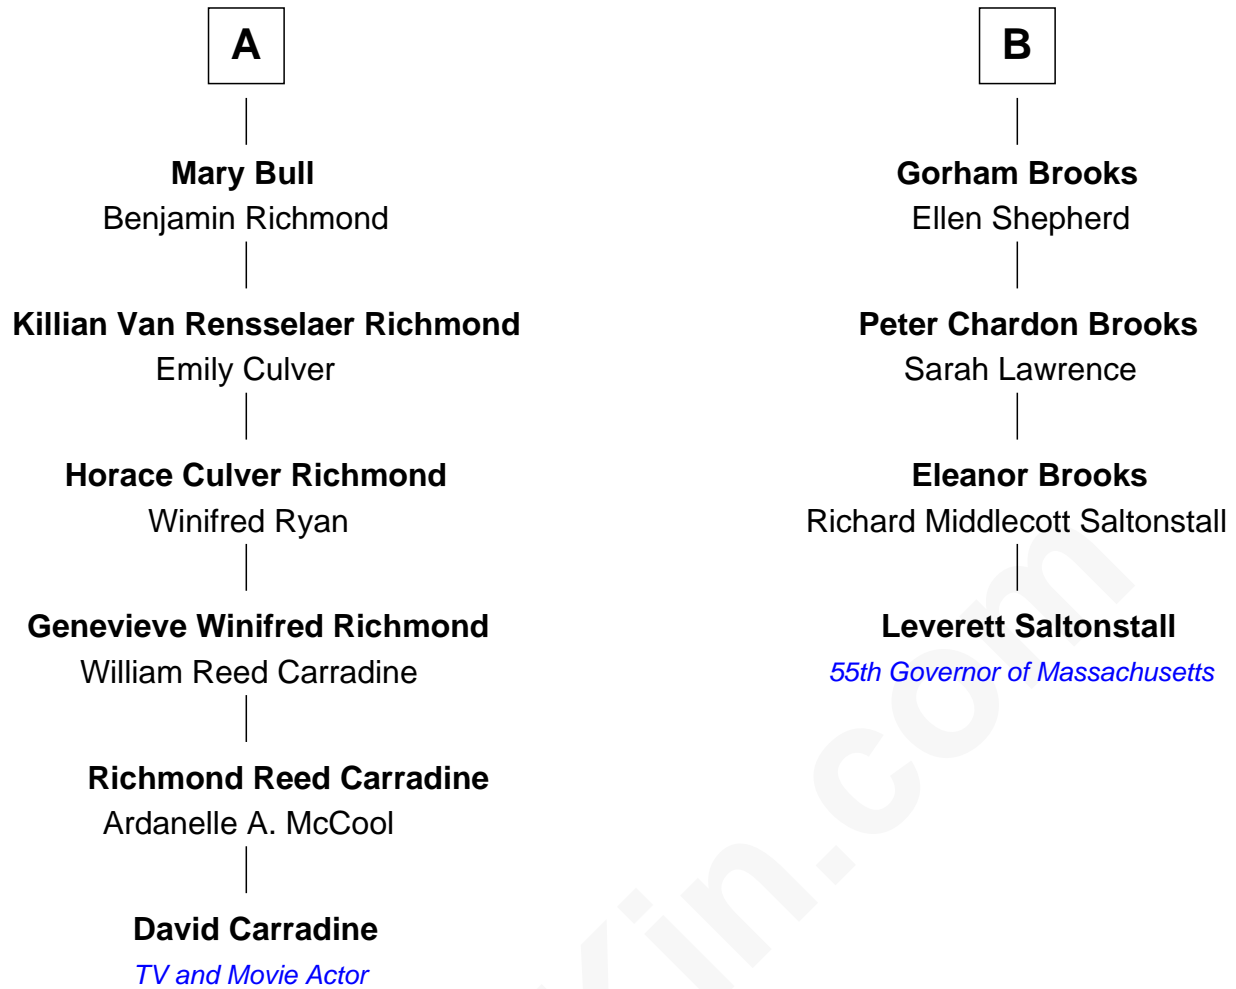 A
Mary Bull
Benjamin Richmond
Killian Van Rensselaer Richmond
Emily Culver
Horace Culver Richmond
Winifred Ryan
Genevieve Winifred Richmond
William Reed Carradine
Richmond Reed Carradine
Ardanelle A. McCool
David Carradine
TV and Movie Actor
B
Gorham Brooks
Ellen Shepherd
Peter Chardon Brooks
Sarah Lawrence
Eleanor Brooks
Richard Middlecott Saltonstall
Leverett Saltonstall
55th Governor of Massachusetts
Kin.com